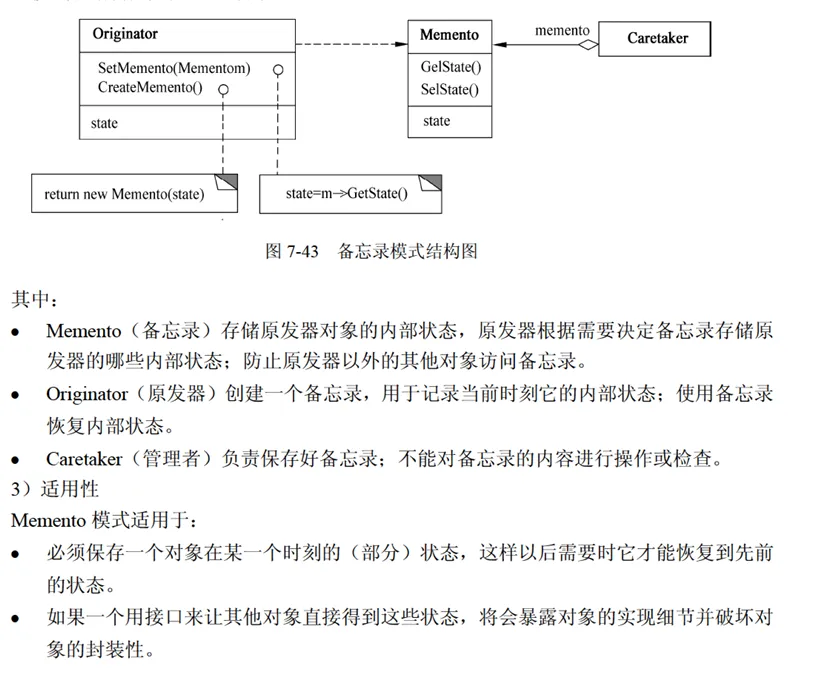 Originator
Memento
memento
Caretaker
SetMemento(Mementom)
CreateMemento()
GelState()
SelState()
state
state
return new Memento(state)
state=m->GetState()
图 7-43 备忘录模式结构图
其中：
● Memento（备忘录）存储原发器对象的内部状态，原发器根据需要决定备忘录存储原
发器的哪些内部状态；防止原发器以外的其他对象访问备忘录。
● Originator（原发器）创建一个备忘录，用于记录当前时刻它的内部状态；使用备忘录
恢复内部状态。
● Caretaker（管理者）负责保存好备忘录；不能对备忘录的内容进行操作或检查。
3）适用性
Memento 模式适用于：
● 必须保存一个对象在某一个时刻的（部分）状态，这样以后需要时它才能恢复到先前
的状态。
● 如果一个用接口来让其他对象直接得到这些状态，将会暴露对象的实现细节并破坏对
象的封装性。